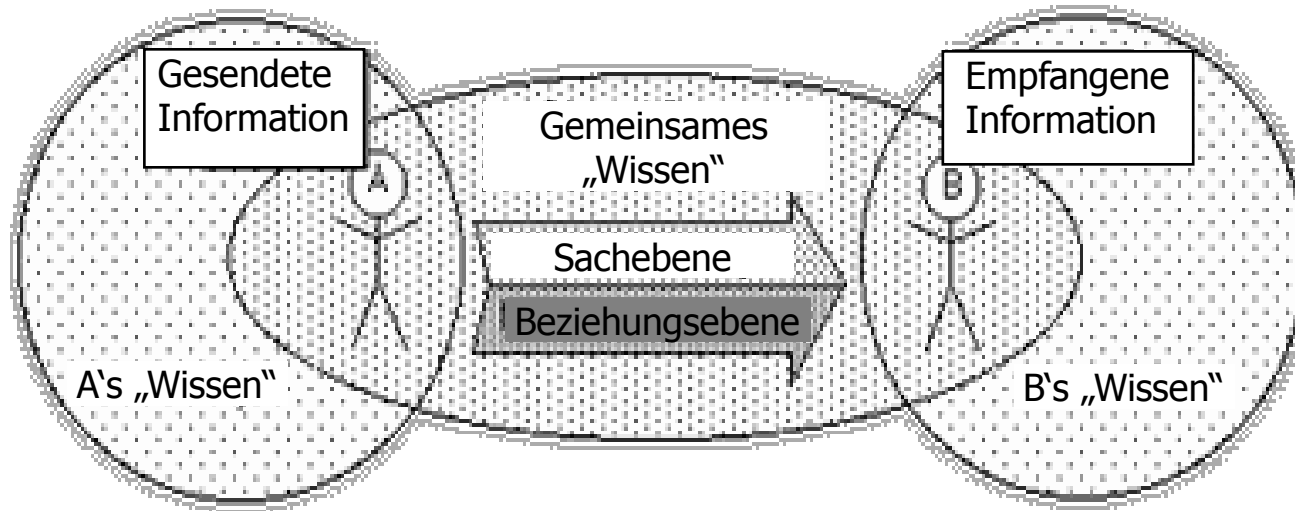 Gesendete
Information
Gemeinsames
„Wissen“
Empfangene
Information
A
B
Sachebene
Beziehungsebene
A‘s „Wissen“
B‘s „Wissen“